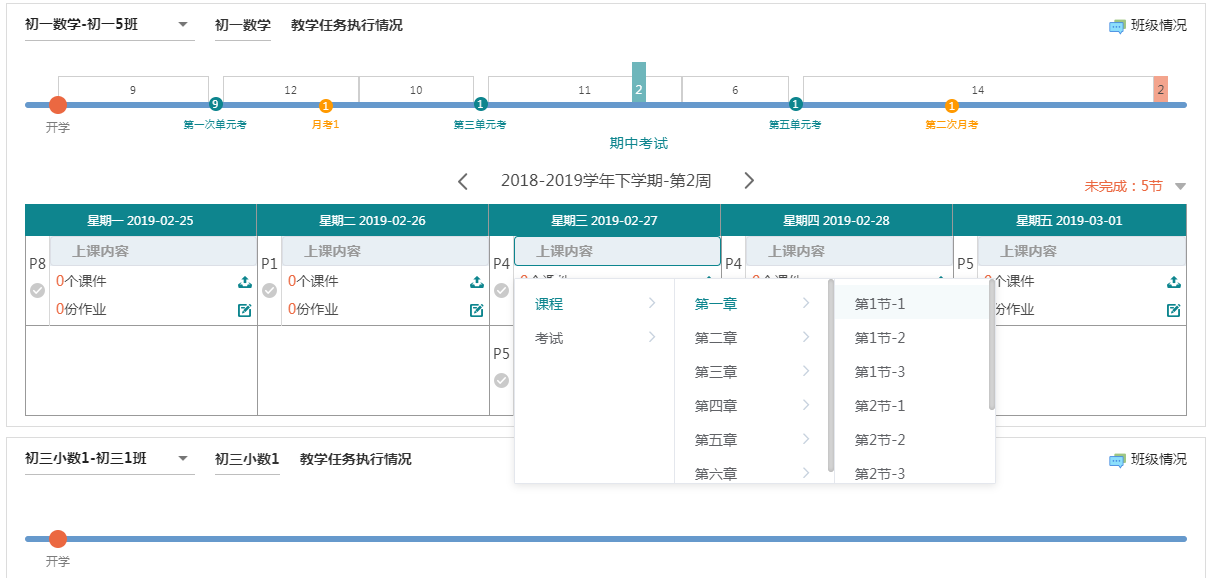 初一数学-初一5班 初一数学 教学任务执行情况 班级情况
9 12 10 11 2 6 14 2
9 1 1 1 1
开学 第一次单元考 月考1 第三单元考 第五单元考 第二次月考
期中考试
2018-2019学年下学期-第2周
未完成：5节
星期一 2019-02-25 星期二 2019-02-26 星期三 2019-02-27 星期四 2019-02-28 星期五 2019-03-01
P8 上课内容 P1 上课内容 P4 上课内容 P4 上课内容 P5 上课内容
0个课件 0个课件 0个课件 0个课件 0个课件
0份作业 0份作业 份作业
课程 第一章 第1节-1
考试 第二章 第1节-2
P5 第三章 第1节-3
第四章 第2节-1
第五章 第2节-2
第六章 第2节-3
初三小数1-初三1班 初三小数1 教学任务执行情况 班级情况
开学